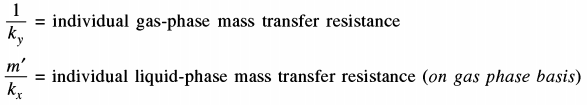 1/k_y = individual gas-phase mass transfer resistance
m′/k_x = individual liquid-phase mass transfer resistance (on gas phase basis)